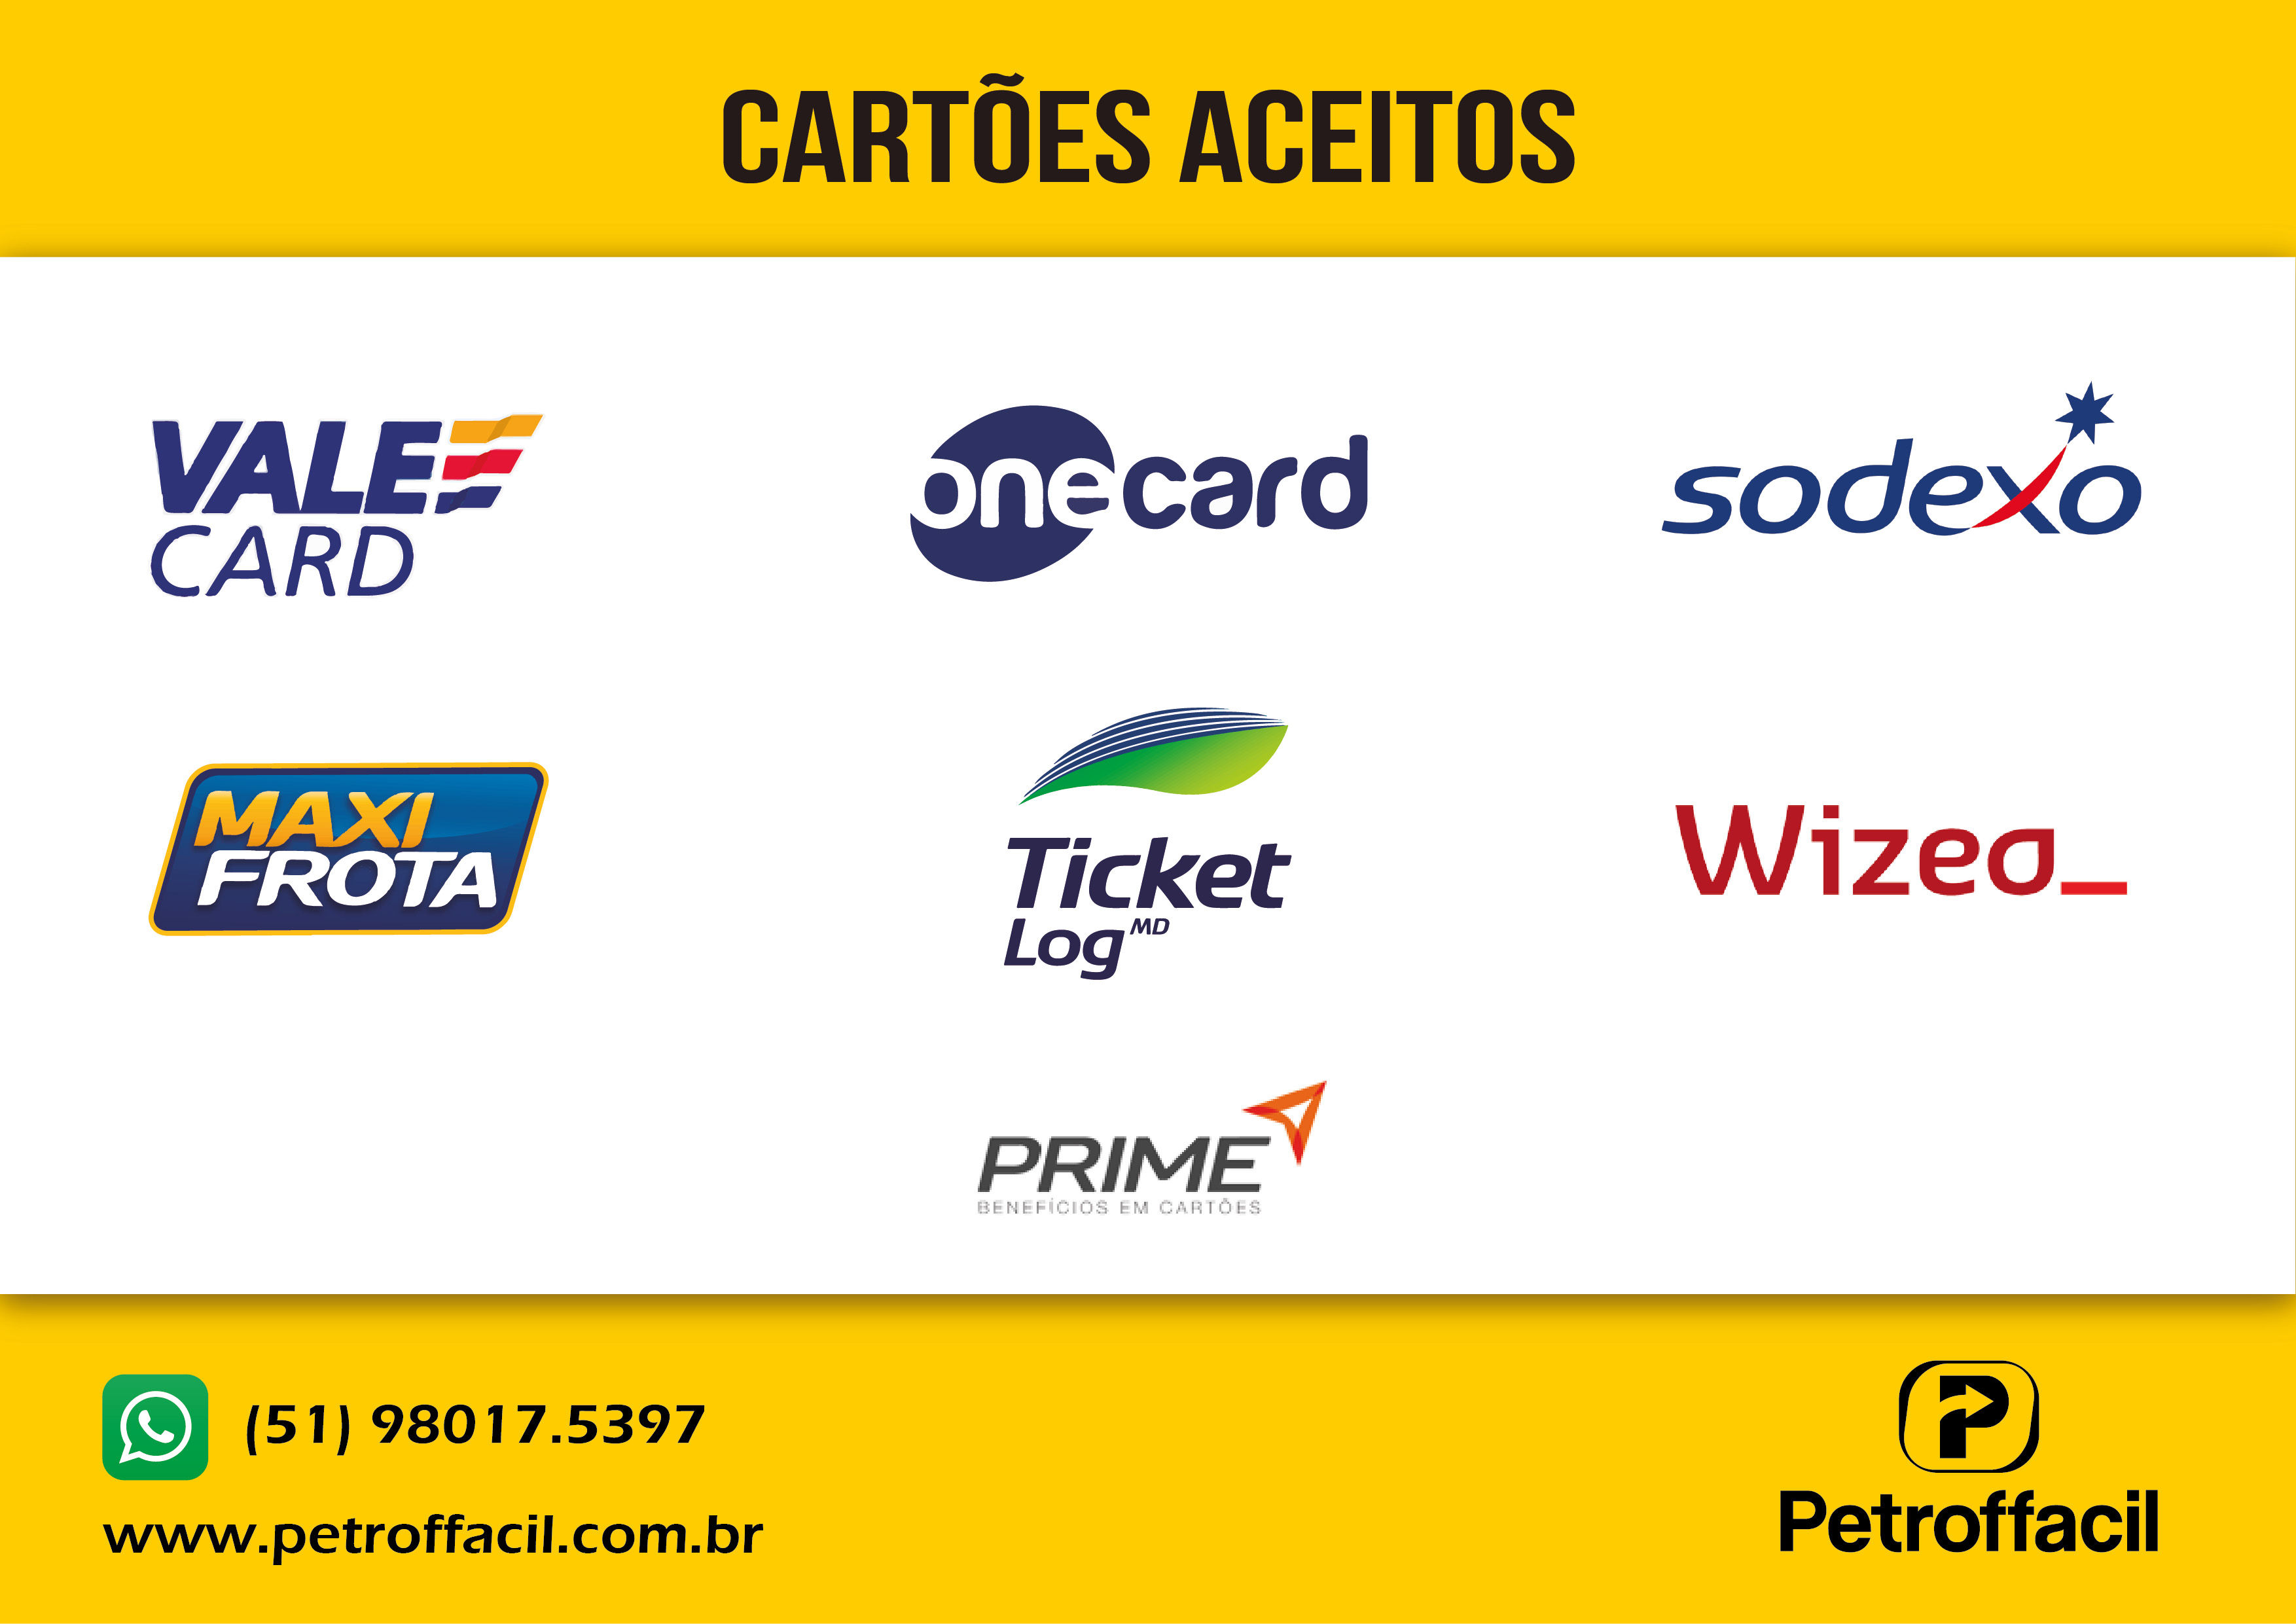 CARTÕES ACEITOS
VALE
CARD
onecard
sodexo
MAXI
FROTA
Ticket
Log MD
Wizeo_
PRIME
BENEFÍCIOS EM CARTÕES
(51) 98017.5397
www.petroffacil.com.br
P
Petroffacil